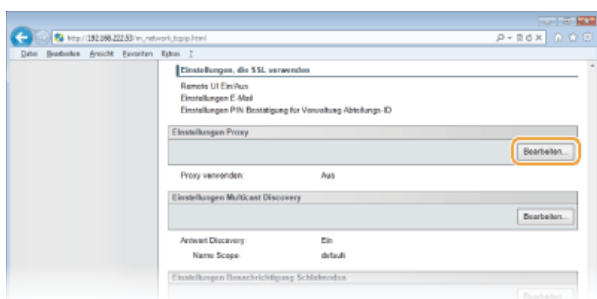 http://192.168.222.53/m_network_tcpip.html
Datei Bearbeiten Ansicht Favoriten Extras ?
Einstellungen, die SSL verwenden
Remote UI Ein/Aus
Einstellungen E-Mail
Einstellungen PIN Bestätigung für Verwaltung Abteilungs-ID
Einstellungen Proxy
Bearbeiten...
Proxy verwenden: Aus
Einstellungen Multicast Discovery
Bearbeiten...
Antwort Discovery: Ein
Name Scope: default
Einstellungen Benachrichtigung Schlafmodus
Bearbeiten...